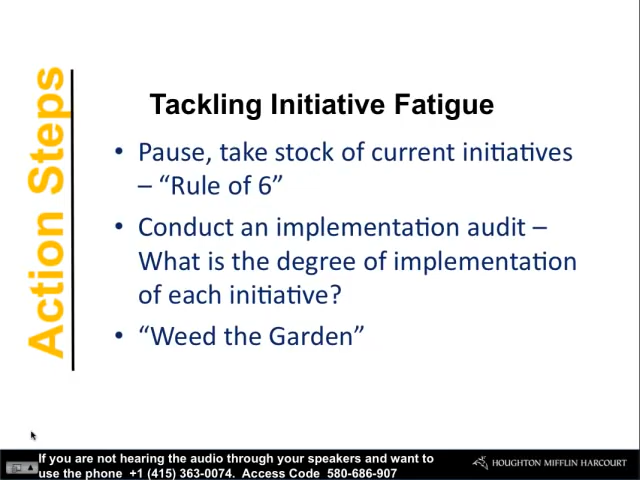 Action Steps
Tackling Initiative Fatigue
• Pause, take stock of current initiatives
– “Rule of 6”
• Conduct an implementation audit –
What is the degree of implementation
of each initiative?
• “Weed the Garden”
If you are not hearing the audio through your speakers and want to
use the phone +1 (415) 363-0074. Access Code 580-686-907
HOUGHTON MIFFLIN HARCOURT